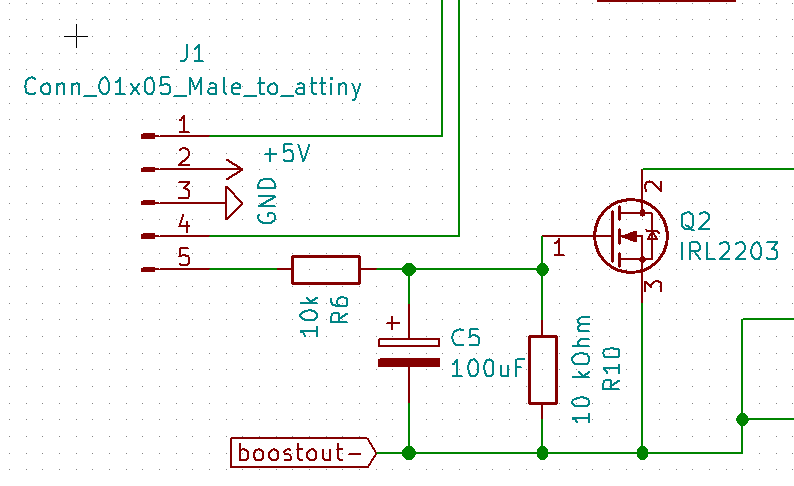 J1
Conn_01x05_Male_to_attiny
1
2
+5V
3
GND
4
5
10k
R6
+
C5
100uF
10 kOhm
R10
1
2
3
Q2
IRL2203
boostout-